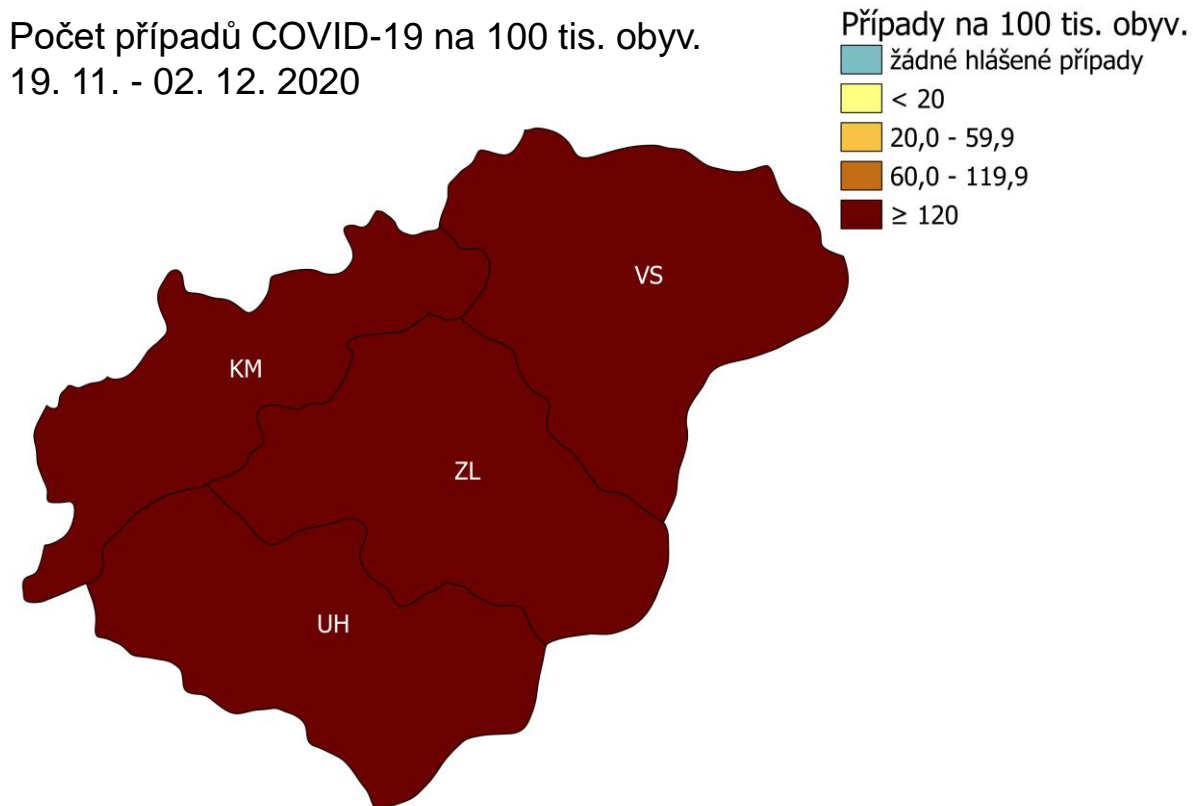 Počet případů COVID-19 na 100 tis. obyv.
19. 11. - 02. 12. 2020
Případy na 100 tis. obyv.
žádné hlášené případy
< 20
20,0 - 59,9
60,0 - 119,9
≥ 120
VS
KM
ZL
UH